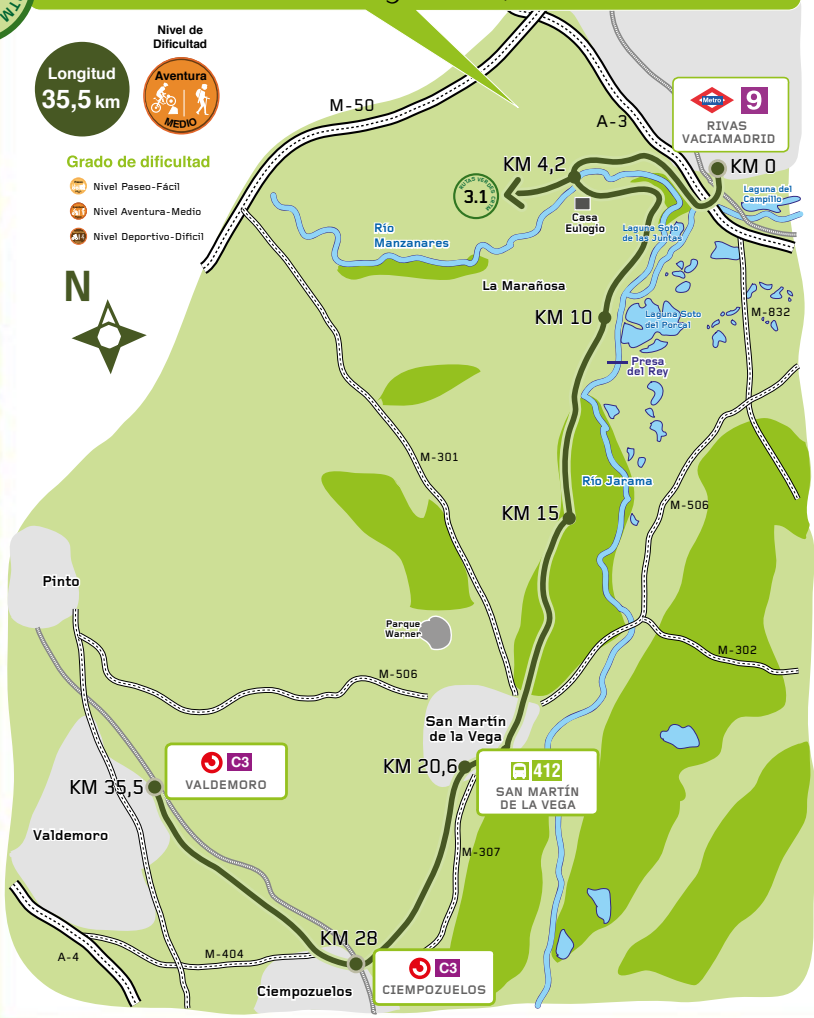 Longitud
35,5 km
Nivel de
Dificultad
Aventura
MEDIO
Grado de dificultad
Nivel Paseo-Fácil
Nivel Aventura-Medio
Nivel Deportivo-Difícil
N
M-50
A-3
Metro
9
RIVAS
VACIAMADRID
KM 0
KM 4,2
RUTAS VERDES CRTM
3.1
Casa
Eulogio
Laguna del
Campillo
Río
Manzanares
Laguna Soto
de las Juntas
La Marañosa
KM 10
Laguna Soto
del Porcal
M-832
Presa
del Rey
M-301
Río Jarama
KM 15
M-506
Pinto
Parque
Warner
M-302
M-506
San Martín
de la Vega
C3
VALDEMORO
KM 20,6
412
SAN MARTÍN
DE LA VEGA
KM 35,5
Valdemoro
M-307
KM 28
A-4
M-404
C3
CIEMPOZUELOS
Ciempozuelos